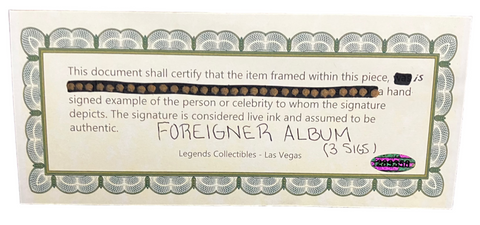 This document shall certify that the item framed within this piece, is
a hand
signed example of the person or celebrity to whom the signature
depicts. The signature is considered live ink and assumed to be
authentic.
FOREIGNER ALBUM
(3 SIGS)
Legends Collectibles - Las Vegas